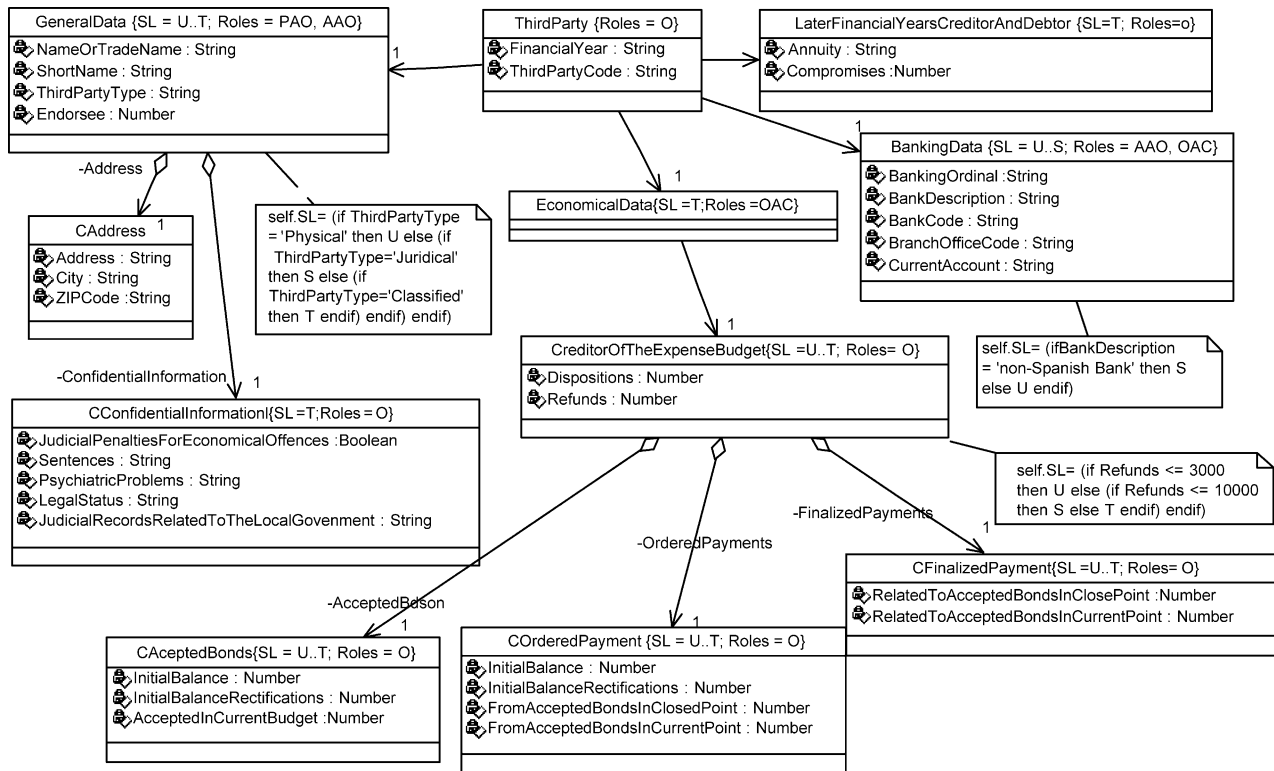 GeneralData {SL = U..T; Roles = PAO, AAO}
NameOrTradeName : String
ShortName : String
ThirdPartyType : String
Endorsee : Number
ThirdParty {Roles = O}
FinancialYear : String
ThirdPartyCode : String
LaterFinancialYearsCreditorAndDebtor {SL=T; Roles=o}
Annuity : String
Compromises :Number
1
1
BankingData {SL = U..S; Roles = AAO, OAC}
BankingOrdinal :String
BankDescription : String
BankCode : String
BranchOfficeCode : String
CurrentAccount : String
-Address
1
CAddress
Address : String
City : String
ZIPCode :String
self.SL= (if ThirdPartyType
= 'Physical' then U else (if
ThirdPartyType='Juridical'
then S else (if
ThirdPartyType='Classified'
then T endif) endif) endif)
1
EconomicalData{SL =T;Roles =OAC}
self.SL= (ifBankDescription
= 'non-Spanish Bank' then S
else U endif)
1
CreditorOfTheExpenseBudget{SL =U..T; Roles= O}
Dispositions : Number
Refunds : Number
-ConfidentialInformation
1
CConfidentialInformationl{SL =T;Roles = O}
JudicialPenaltiesForEconomicalOffences :Boolean
Sentences : String
PsychiatricProblems : String
LegalStatus : String
JudicialRecordsRelatedToTheLocalGovenment : String
self.SL= (if Refunds <= 3000
then U else (if Refunds <= 10000
then S else T endif) endif)
-FinalizedPayments
1
-OrderedPayments
CFinalizedPayment{SL =U..T; Roles= O}
RelatedToAcceptedBondsInClosePoint :Number
RelatedToAcceptedBondsInCurrentPoint : Number
-AcceptedBdson
1
1
CAceptedBonds{SL = U..T; Roles = O}
InitialBalance : Number
InitialBalanceRectifications : Number
AcceptedInCurrentBudget :Number
COrderedPayment {SL = U..T; Roles = O}
InitialBalance : Number
InitialBalanceRectifications : Number
FromAcceptedBondsInClosedPoint : Number
FromAcceptedBondsInCurrentPoint : Number